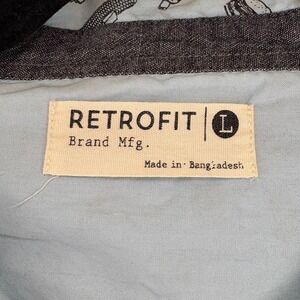 RETROFIT L
Brand Mfg.
Made in Bangladesh